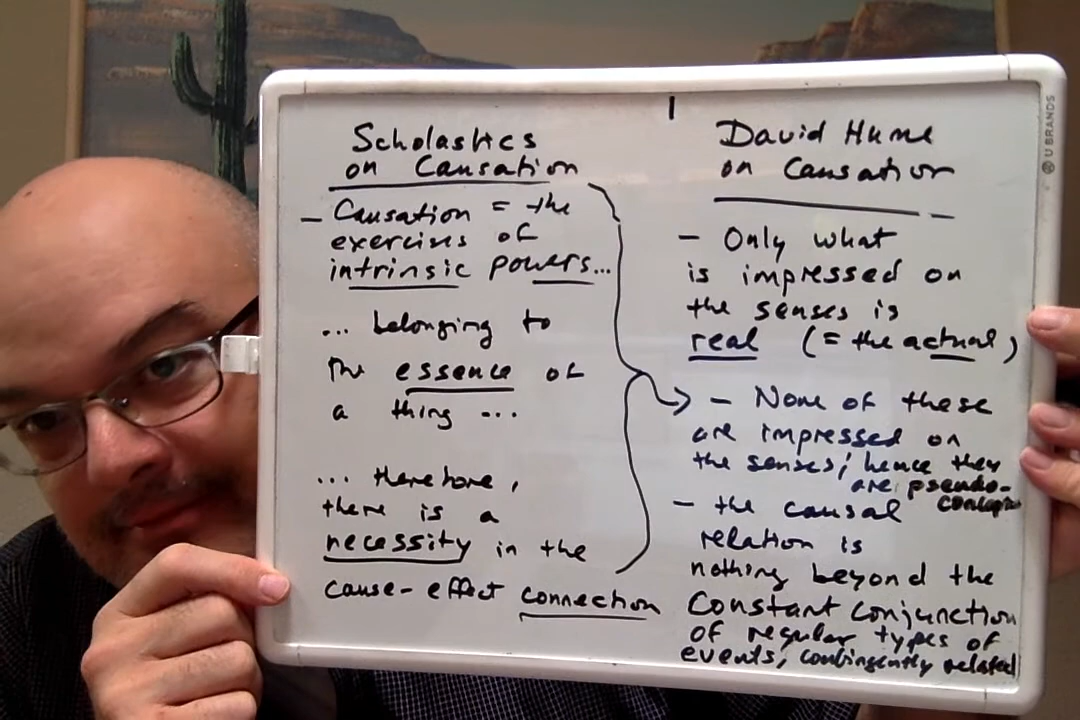 Scholastics
on Causation
– Causation = the
exercises of
intrinsic powers...
... belonging to
the essence of
a thing ...
... therefore,
there is a
necessity in the
cause-effect connection
David Hume
on Causation
– Only what
is impressed on
the senses is
real (= the actual)
– None of these
are impressed on
the senses; hence they
are pseudo-
concepts
– the causal
relation is
nothing beyond the
constant conjunction
of regular types of
events, contingently related
U BRANDS